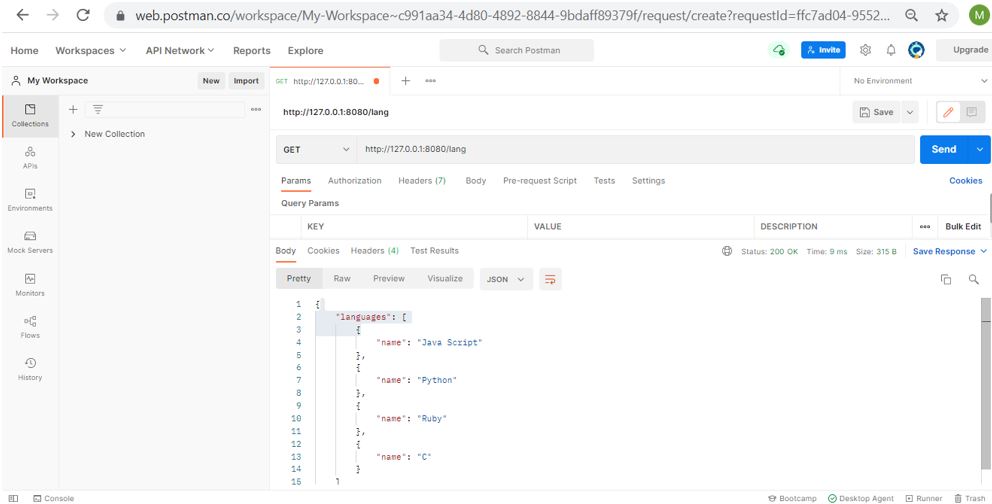 web.postman.co/workspace/My-Workspace~c991aa34-4d80-4892-8844-9bdaff89379f/request/create?requestId=ffc7ad04-9552... M
Home Workspaces API Network Reports Explore Search Postman Invite Upgrade
My Workspace New Import GET http://127.0.0.1:80... No Environment
http://127.0.0.1:8080/lang Save
Collections New Collection
GET http://127.0.0.1:8080/lang Send
APIs
Params Authorization Headers (7) Body Pre-request Script Tests Settings Cookies
Environments
Query Params
KEY VALUE DESCRIPTION Bulk Edit
Mock Servers
Body Cookies Headers (4) Test Results Status: 200 OK Time: 9 ms Size: 315 B Save Response
Monitors
Pretty Raw Preview Visualize JSON
Flows
History
1 {
2 "languages": [
3 {
4 "name": "Java Script"
5 },
6 {
7 "name": "Python"
8 },
9 {
10 "name": "Ruby"
11 },
12 {
13 "name": "C"
14 }
15 ]
Console Bootcamp Desktop Agent Runner Trash